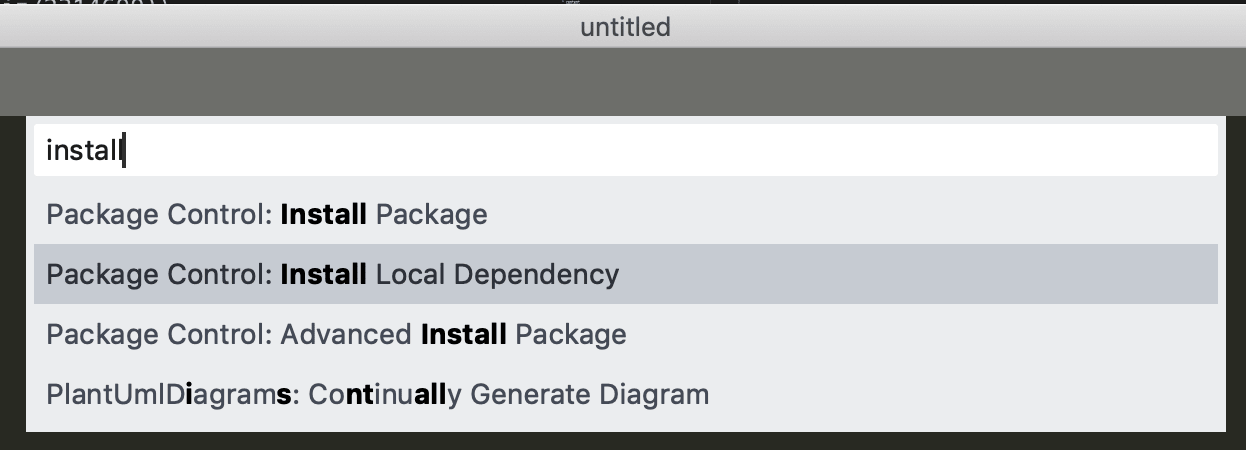 untitled
install
Package Control: Install Package
Package Control: Install Local Dependency
Package Control: Advanced Install Package
PlantUmlDiagrams: Continually Generate Diagram